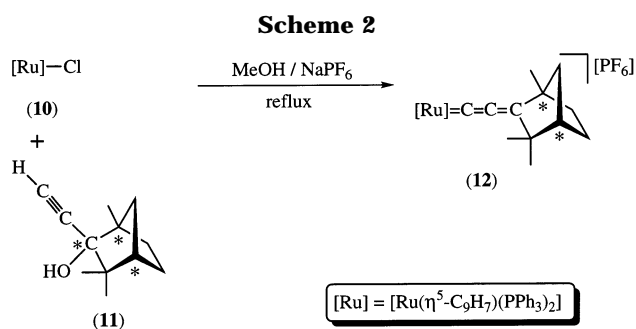 Scheme 2
[Ru]—Cl
(10)
+
MeOH / NaPF6
reflux
[Ru]=C=C=C
*
*
[PF6]
(12)
H
C
C
*C
*
*
HO
(11)
[Ru] = [Ru(η5-C9H7)(PPh3)2]